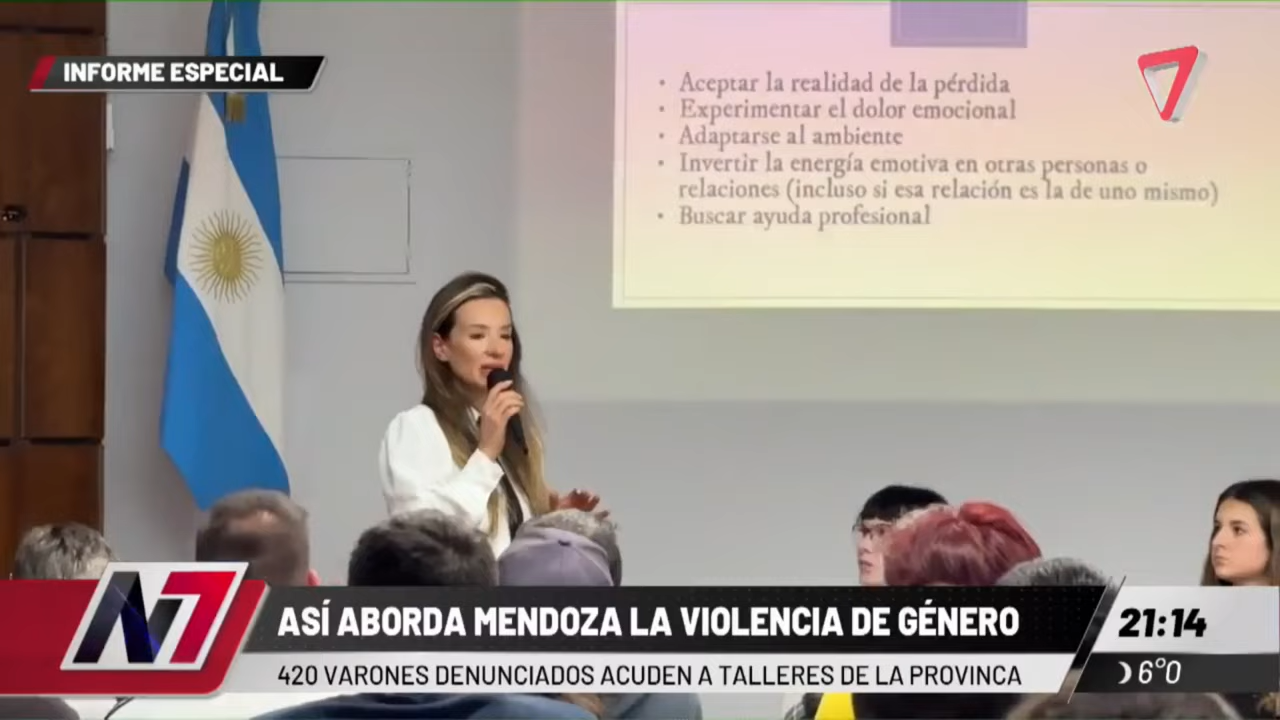 INFORME ESPECIAL
7
• Aceptar la realidad de la pérdida
• Experimentar el dolor emocional
• Adaptarse al ambiente
• Invertir la energía emotiva en otras personas o
relaciones (incluso si esa relación es la de uno mismo)
• Buscar ayuda profesional
N7
ASÍ ABORDA MENDOZA LA VIOLENCIA DE GÉNERO
420 VARONES DENUNCIADOS ACUDEN A TALLERES DE LA PROVINCA
21:14
6°0